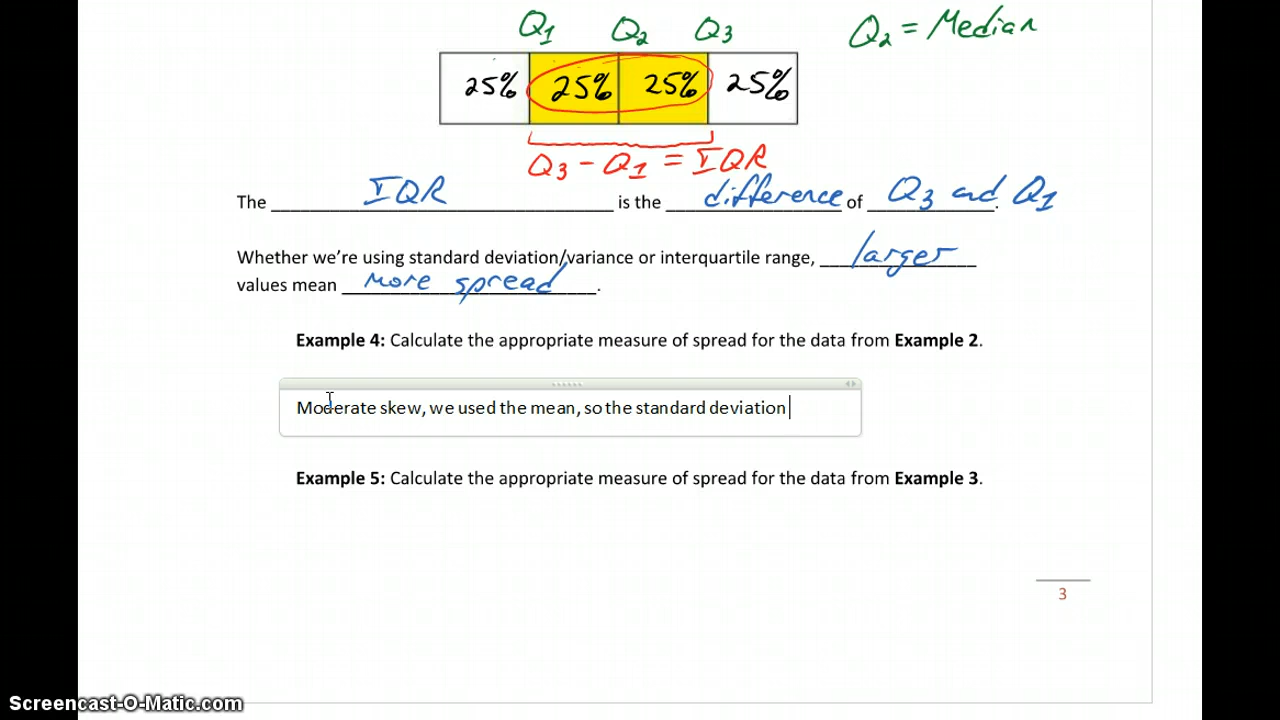 Q1 Q2 Q3 Q2 = Median
25% 25% 25% 25%
Q3 - Q1 = IQR
The IQR is the difference of Q3 and Q1.
Whether we're using standard deviation/variance or interquartile range, larger
values mean more spread.
Example 4: Calculate the appropriate measure of spread for the data from Example 2.
Moderate skew, we used the mean, so the standard deviation
Example 5: Calculate the appropriate measure of spread for the data from Example 3.
3
Screencast-O-Matic.com